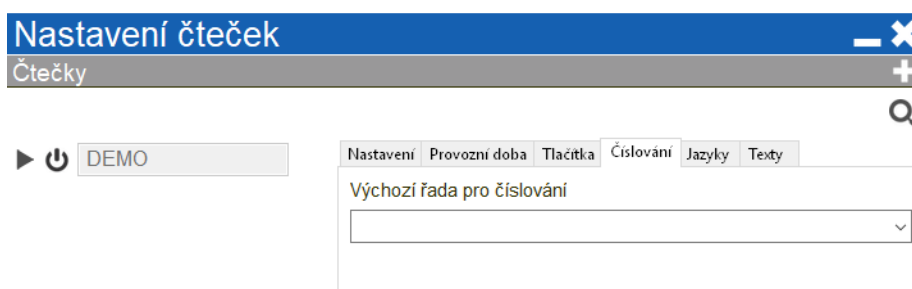 Nastavení čteček
Čtečky
DEMO
Nastavení Provozní doba Tlačítka Číslování Jazyky Texty
Výchozí řada pro číslování